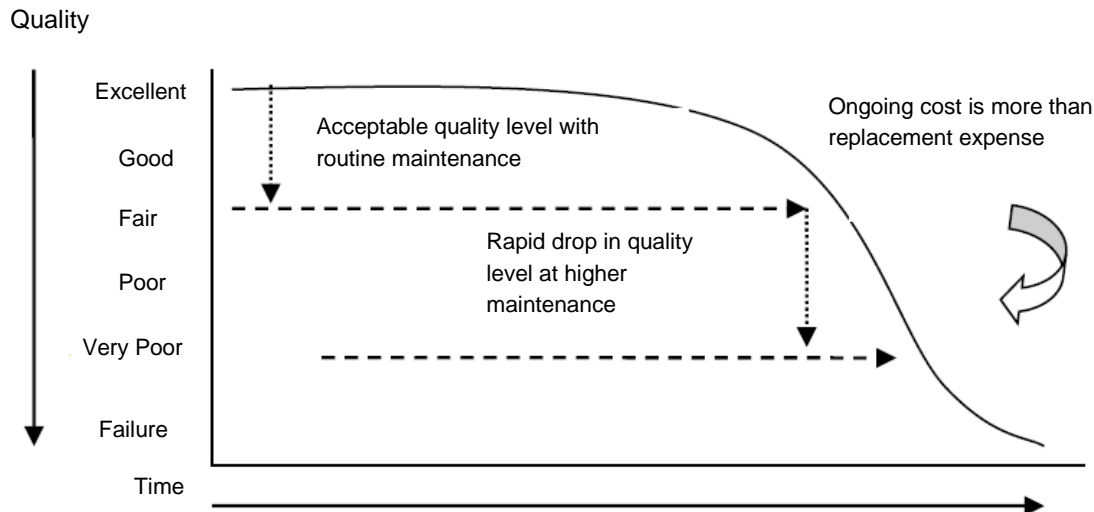 Quality
Excellent
Good
Fair
Poor
Very Poor
Failure
Acceptable quality level with
routine maintenance
Rapid drop in quality
level at higher
maintenance
Ongoing cost is more than
replacement expense
Time